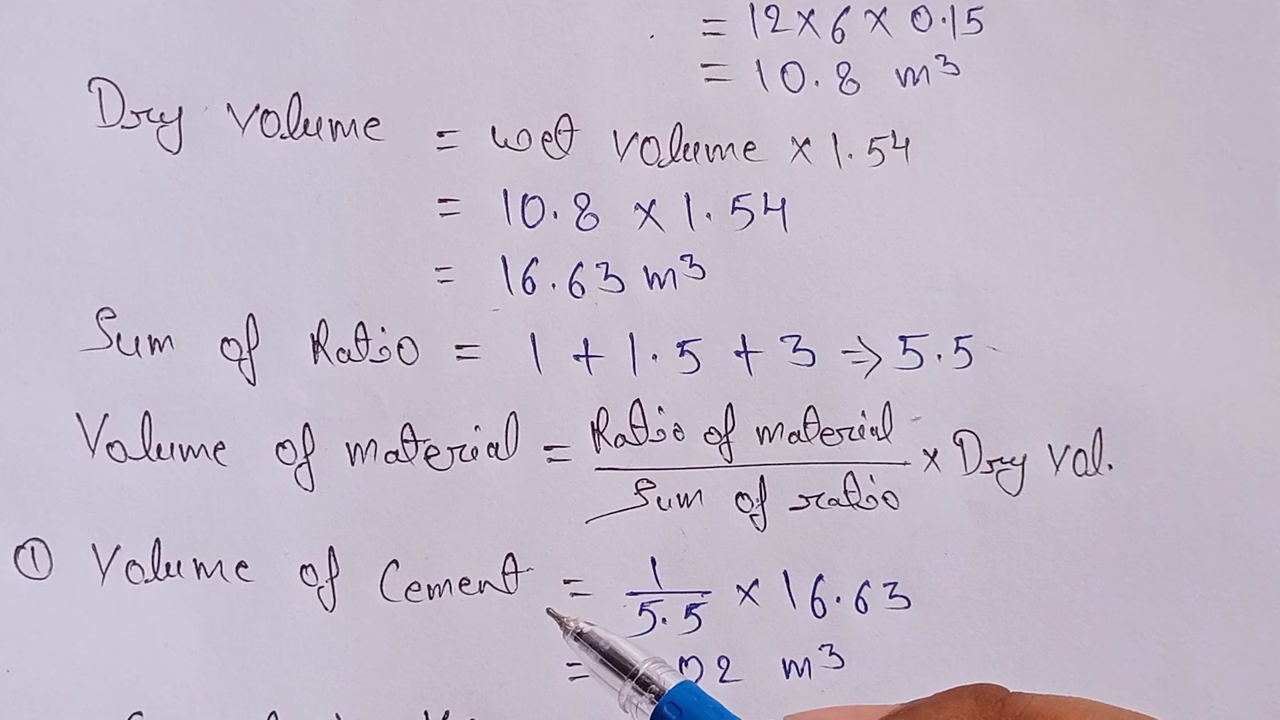 = 12 × 6 × 0.15
= 10.8 m³
Dry volume = wet volume × 1.54
= 10.8 × 1.54
= 16.63 m³
Sum of Ratio = 1 + 1.5 + 3 ⇒ 5.5
Volume of material = Ratio of material / Sum of ratio × Dry vol.
① Volume of Cement = 1/5.5 × 16.63
= 02 m³